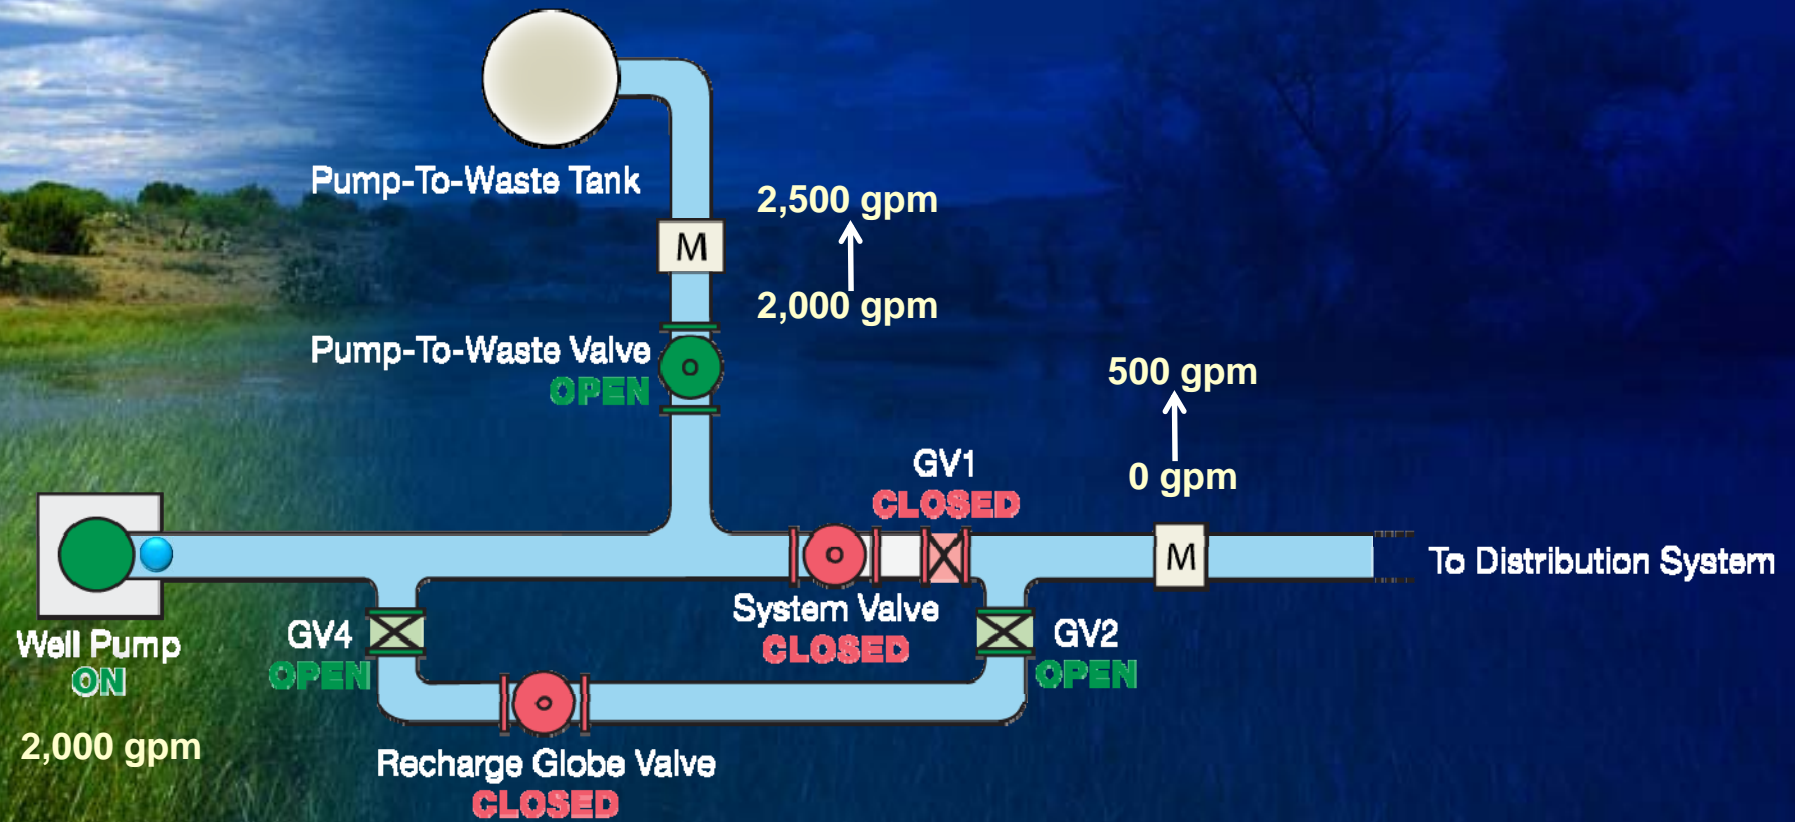 Pump-To-Waste Tank
2,500 gpm
M
2,000 gpm
Pump-To-Waste Valve
OPEN
500 gpm
GV1
CLOSED
0 gpm
M
To Distribution System
System Valve
CLOSED
GV4
OPEN
GV2
OPEN
Well Pump
ON
2,000 gpm
Recharge Globe Valve
CLOSED